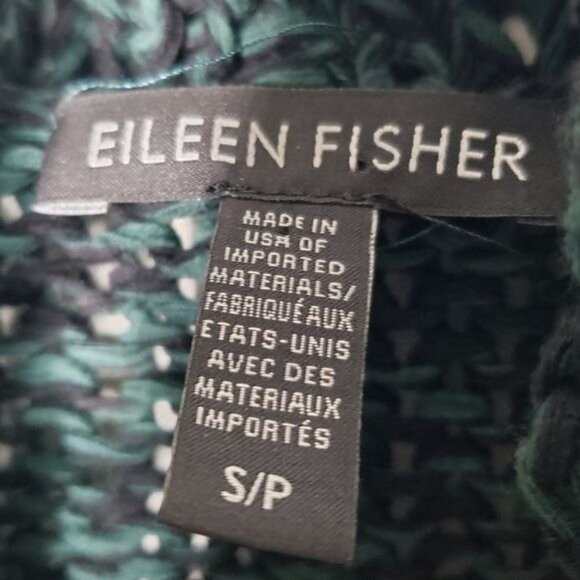 EILEEN FISHER
MADE IN
USA OF
IMPORTED
MATERIALS/
FABRIQUÉAUX
ETATS-UNIS
AVEC DES
MATERIAUX
IMPORTÉS
S/P